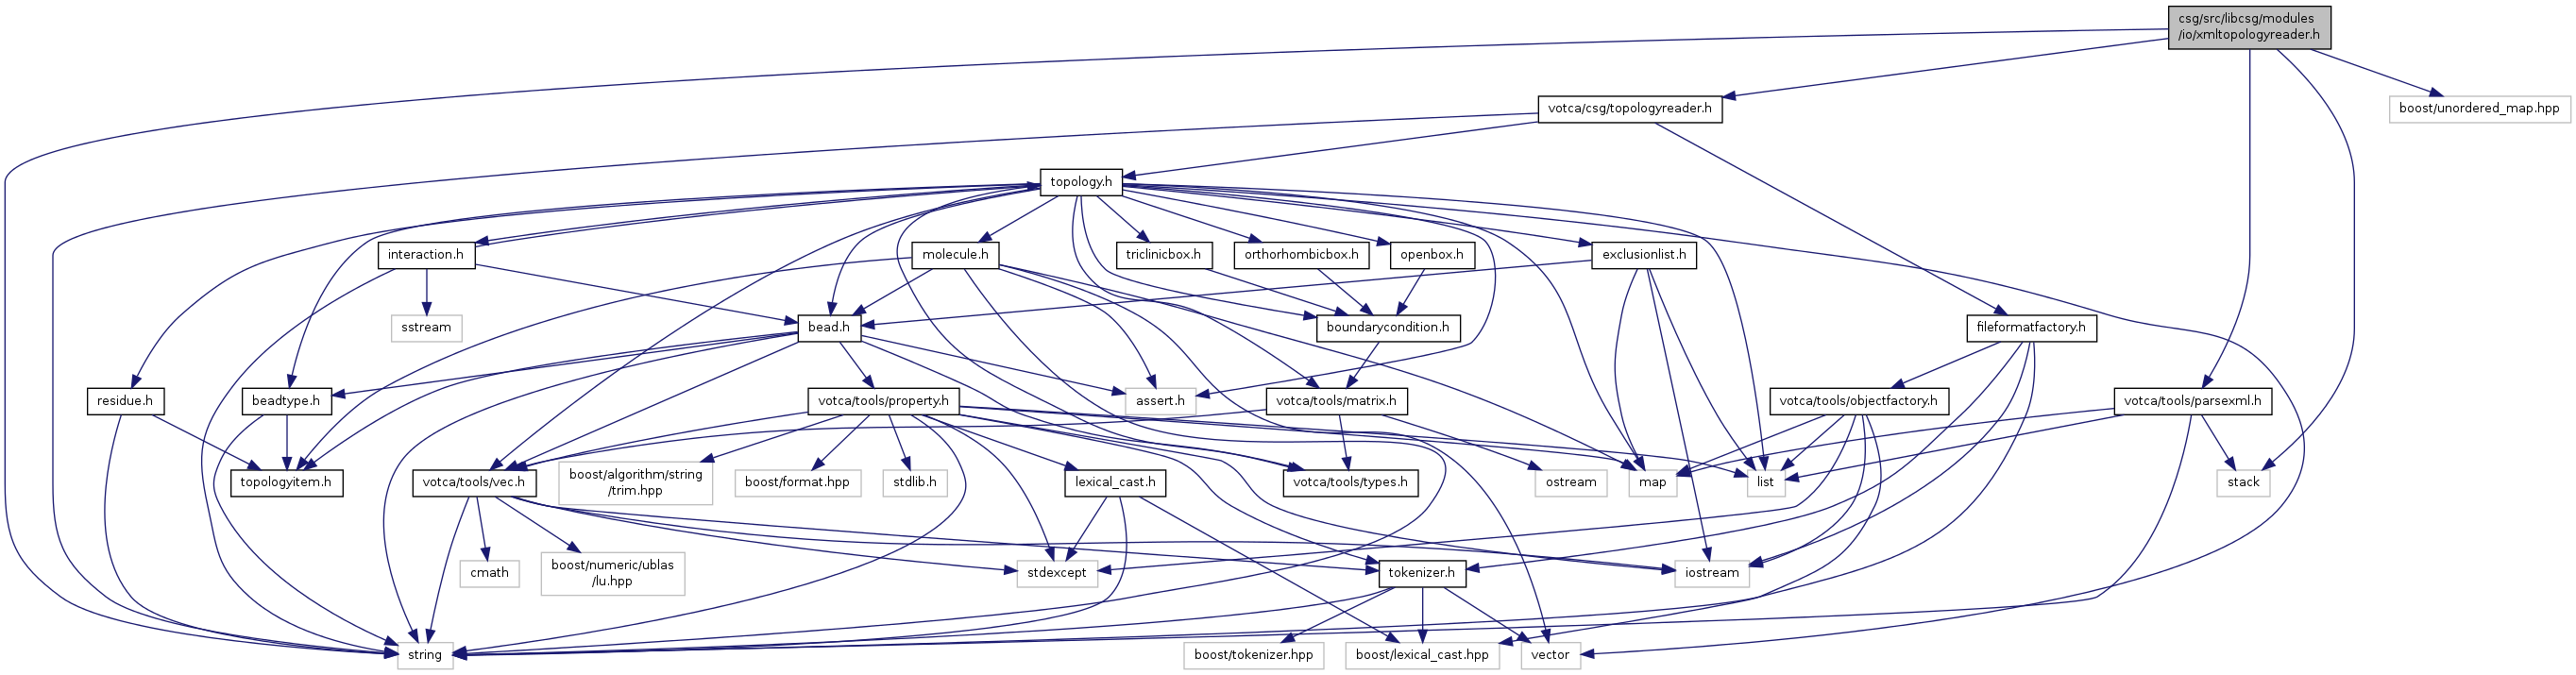 csg/src/libcsg/modules
/io/xmltopologyreader.h
votca/csg/topologyreader.h
boost/unordered_map.hpp
topology.h
interaction.h
molecule.h
triclinicbox.h
orthorhombicbox.h
openbox.h
exclusionlist.h
sstream
bead.h
boundarycondition.h
fileformatfactory.h
residue.h
beadtype.h
votca/tools/property.h
assert.h
votca/tools/matrix.h
votca/tools/objectfactory.h
votca/tools/parsexml.h
topologyitem.h
votca/tools/vec.h
boost/algorithm/string
/trim.hpp
boost/format.hpp
stdlib.h
lexical_cast.h
votca/tools/types.h
ostream
map
list
stack
cmath
boost/numeric/ublas
/lu.hpp
stdexcept
tokenizer.h
iostream
string
boost/tokenizer.hpp
boost/lexical_cast.hpp
vector